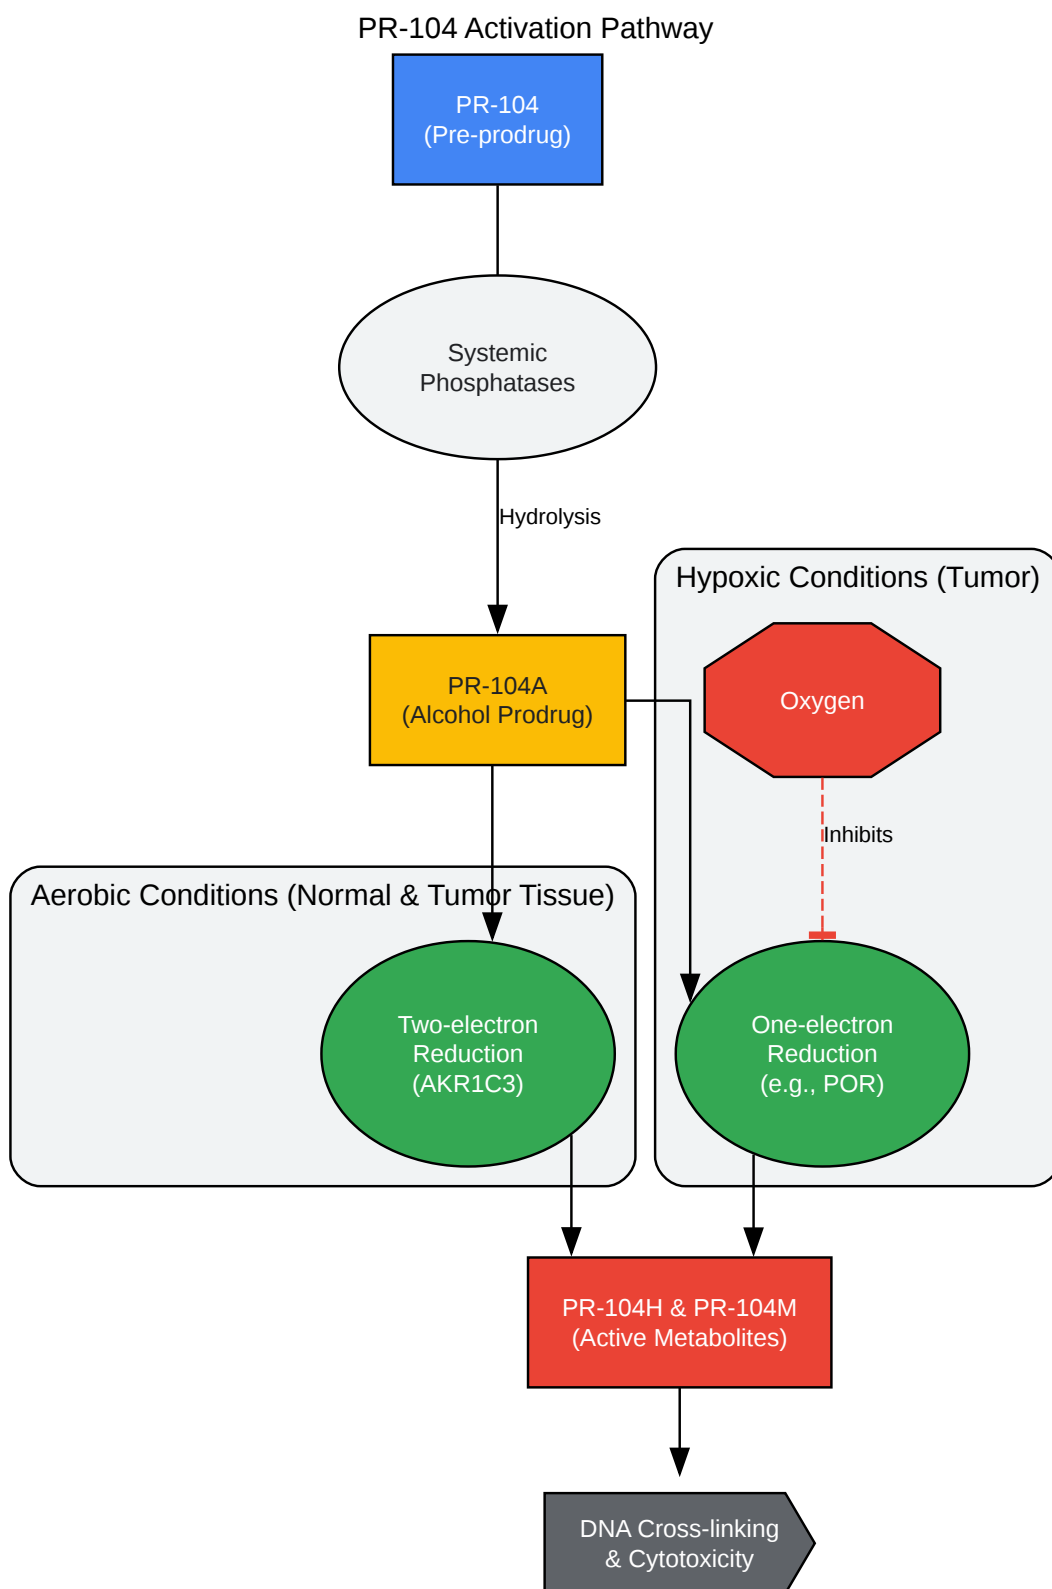 PR-104 Activation Pathway
PR-104
(Pre-prodrug)
Systemic
Phosphatases
Hydrolysis
Hypoxic Conditions (Tumor)
PR-104A
(Alcohol Prodrug)
Oxygen
Inhibits
Aerobic Conditions (Normal & Tumor Tissue)
Two-electron
Reduction
(AKR1C3)
One-electron
Reduction
(e.g., POR)
PR-104H & PR-104M
(Active Metabolites)
DNA Cross-linking
& Cytotoxicity